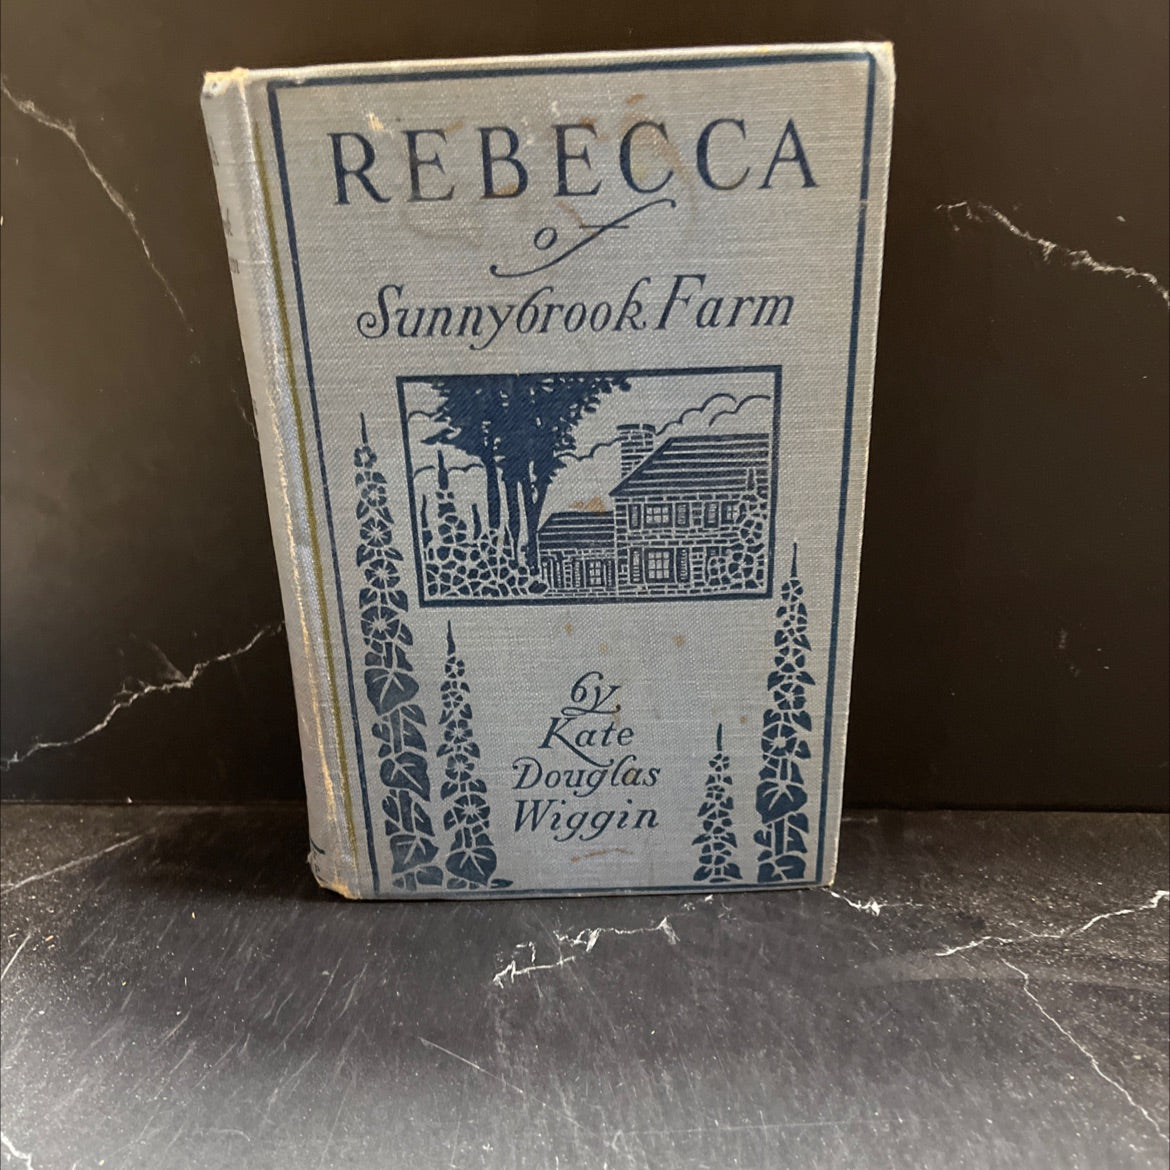 REBECCA
of
Sunnybrook Farm
by
Kate
Douglas
Wiggin